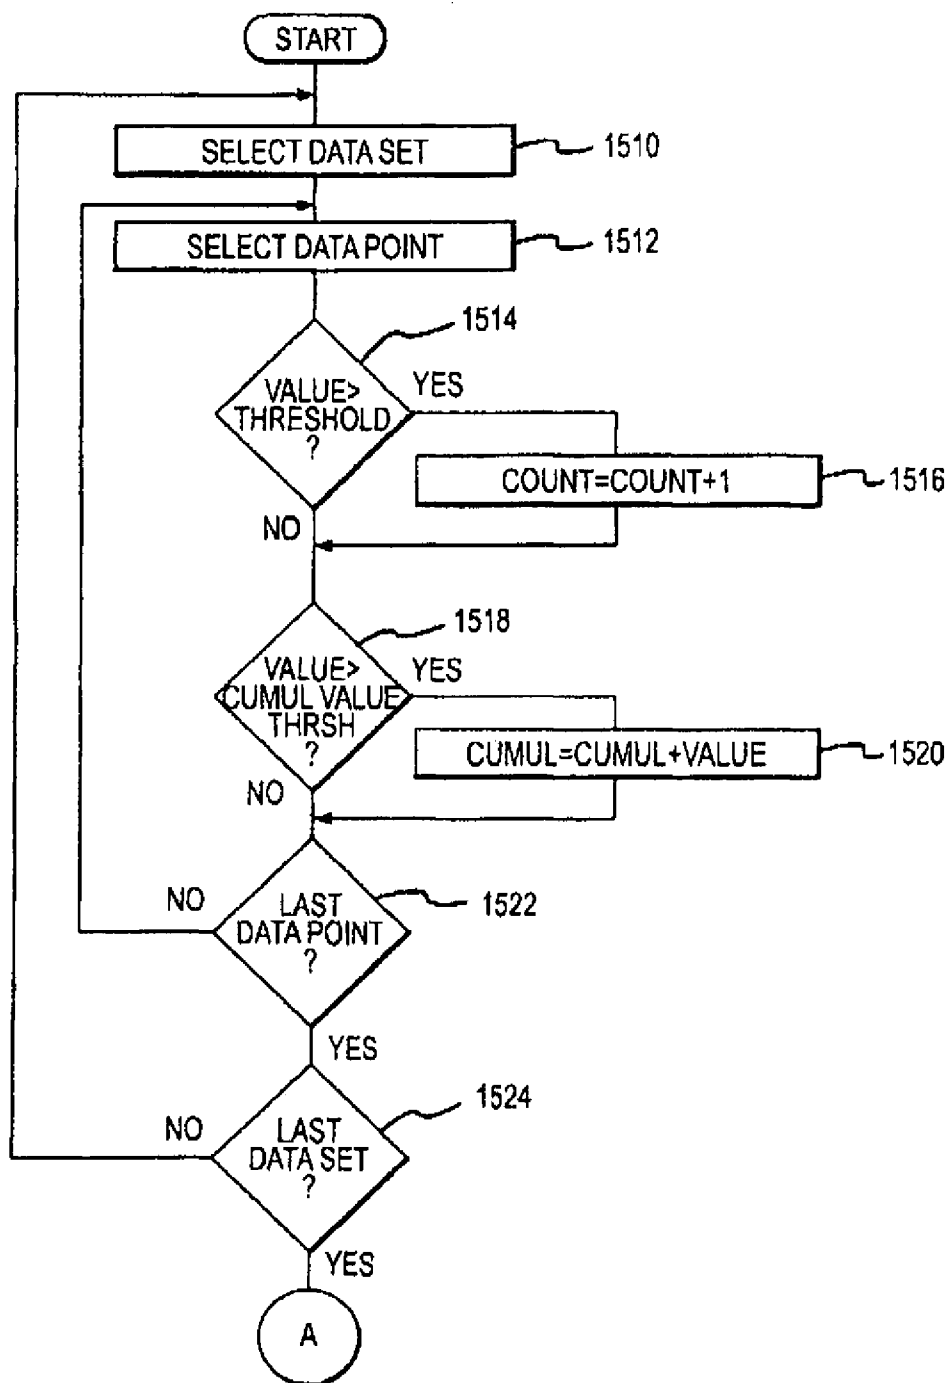 START
SELECT DATA SET
1510
SELECT DATA POINT
1512
1514
VALUE>
THRESHOLD
?
YES
COUNT=COUNT+1
1516
NO
1518
VALUE>
CUMUL VALUE
THRSH
?
YES
CUMUL=CUMUL+VALUE
1520
NO
LAST
DATA POINT
?
1522
NO
YES
LAST
DATA SET
?
1524
NO
YES
A